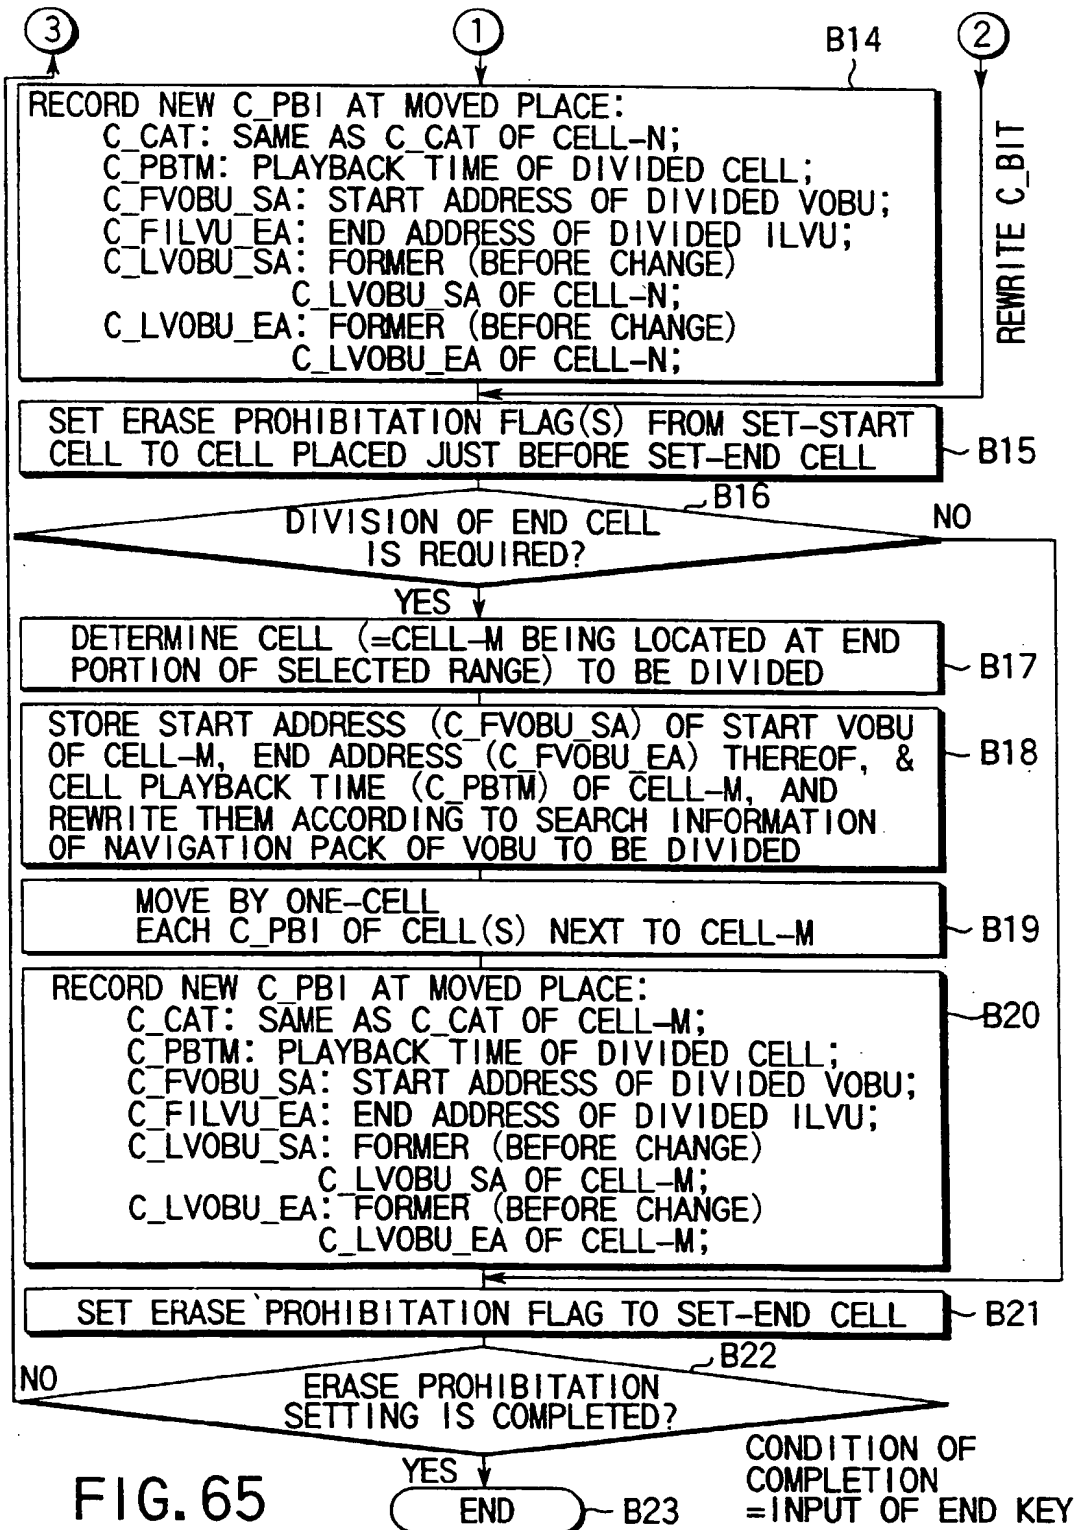 3
1
2
B14
RECORD NEW C_PBI AT MOVED PLACE:
C_CAT: SAME AS C_CAT OF CELL-N;
C_PBTM: PLAYBACK TIME OF DIVIDED CELL;
C_FVOBU_SA: START ADDRESS OF DIVIDED VOBU;
C_FILVU_EA: END ADDRESS OF DIVIDED ILVU;
C_LVOBU_SA: FORMER (BEFORE CHANGE)
C_LVOBU_SA OF CELL-N;
C_LVOBU_EA: FORMER (BEFORE CHANGE)
C_LVOBU_EA OF CELL-N;
REWRITE C_BIT
SET ERASE PROHIBITATION FLAG(S) FROM SET-START
CELL TO CELL PLACED JUST BEFORE SET-END CELL
B15
B16
DIVISION OF END CELL
IS REQUIRED?
NO
YES
DETERMINE CELL (=CELL-M BEING LOCATED AT END
PORTION OF SELECTED RANGE) TO BE DIVIDED
B17
STORE START ADDRESS (C_FVOBU_SA) OF START VOBU
OF CELL-M, END ADDRESS (C_FVOBU_EA) THEREOF, &
CELL PLAYBACK TIME (C_PBTM) OF CELL-M, AND
REWRITE THEM ACCORDING TO SEARCH INFORMATION
OF NAVIGATION PACK OF VOBU TO BE DIVIDED
B18
MOVE BY ONE-CELL
EACH C_PBI OF CELL(S) NEXT TO CELL-M
B19
RECORD NEW C_PBI AT MOVED PLACE:
C_CAT: SAME AS C_CAT OF CELL-M;
C_PBTM: PLAYBACK TIME OF DIVIDED CELL;
C_FVOBU_SA: START ADDRESS OF DIVIDED VOBU;
C_FILVU_EA: END ADDRESS OF DIVIDED ILVU;
C_LVOBU_SA: FORMER (BEFORE CHANGE)
C_LVOBU_SA OF CELL-M;
C_LVOBU_EA: FORMER (BEFORE CHANGE)
C_LVOBU_EA OF CELL-M;
B20
SET ERASE PROHIBITATION FLAG TO SET-END CELL
B21
B22
NO
ERASE PROHIBITATION
SETTING IS COMPLETED?
YES
CONDITION OF
COMPLETION
=INPUT OF END KEY
END
B23
FIG. 65